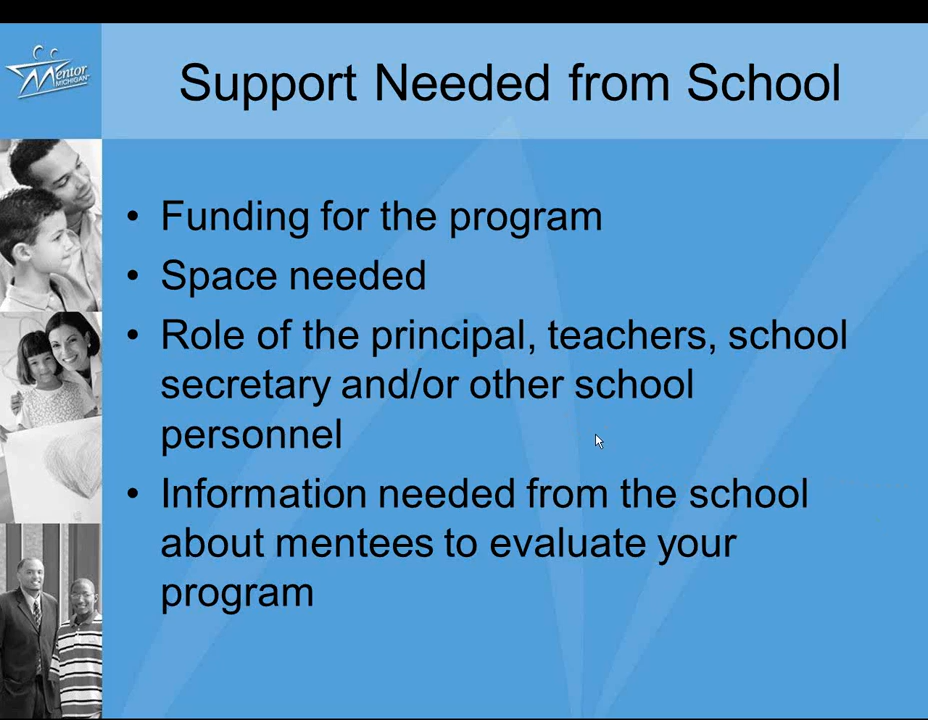 Mentor
MICHIGAN
Support Needed from School
• Funding for the program
• Space needed
• Role of the principal, teachers, school
secretary and/or other school
personnel
• Information needed from the school
about mentees to evaluate your
program